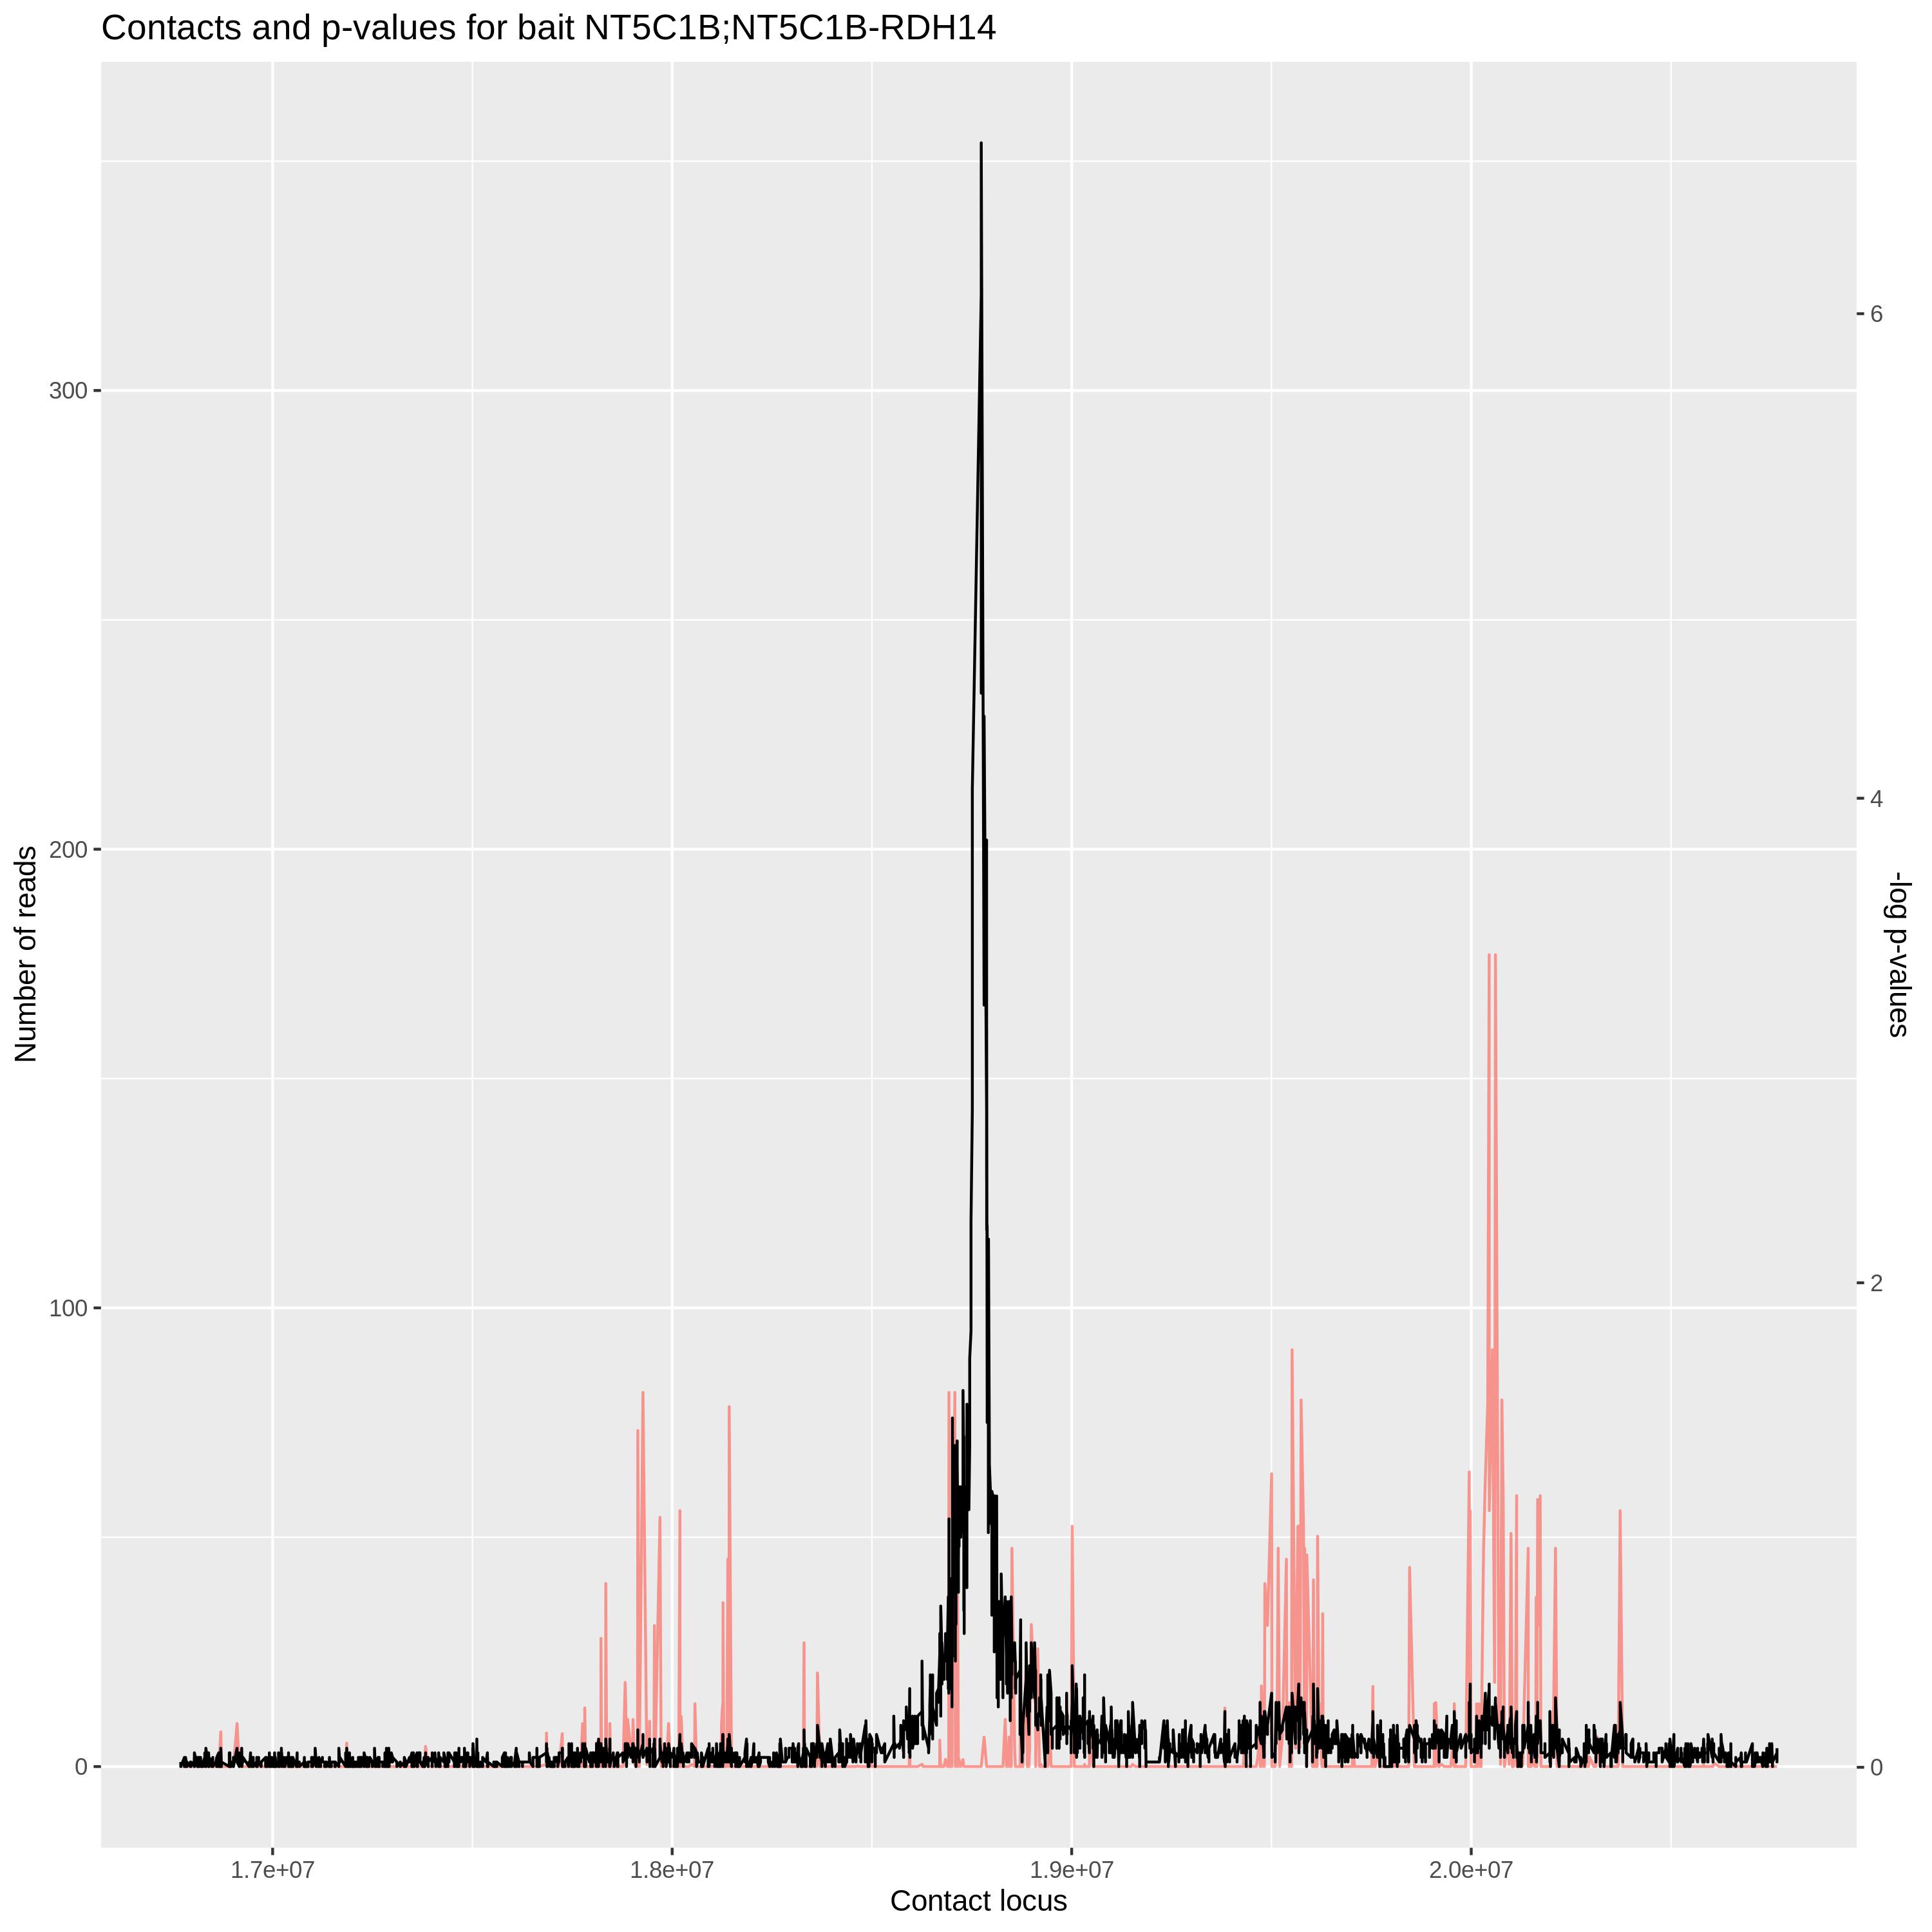 Contacts and p-values for bait NT5C1B;NT5C1B-RDH14
Number of reads
300
200
100
0
6
4
2
0
-log p-values
1.7e+07 1.8e+07 1.9e+07 2.0e+07
Contact locus